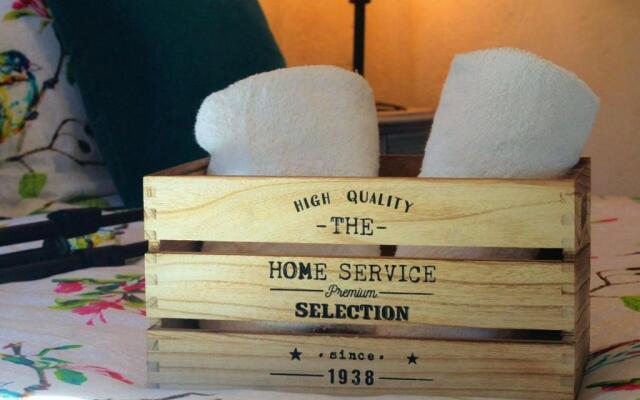 HIGH QUALITY
-THE-
HOME SERVICE
Premium
SELECTION
★ • since • ★
1938